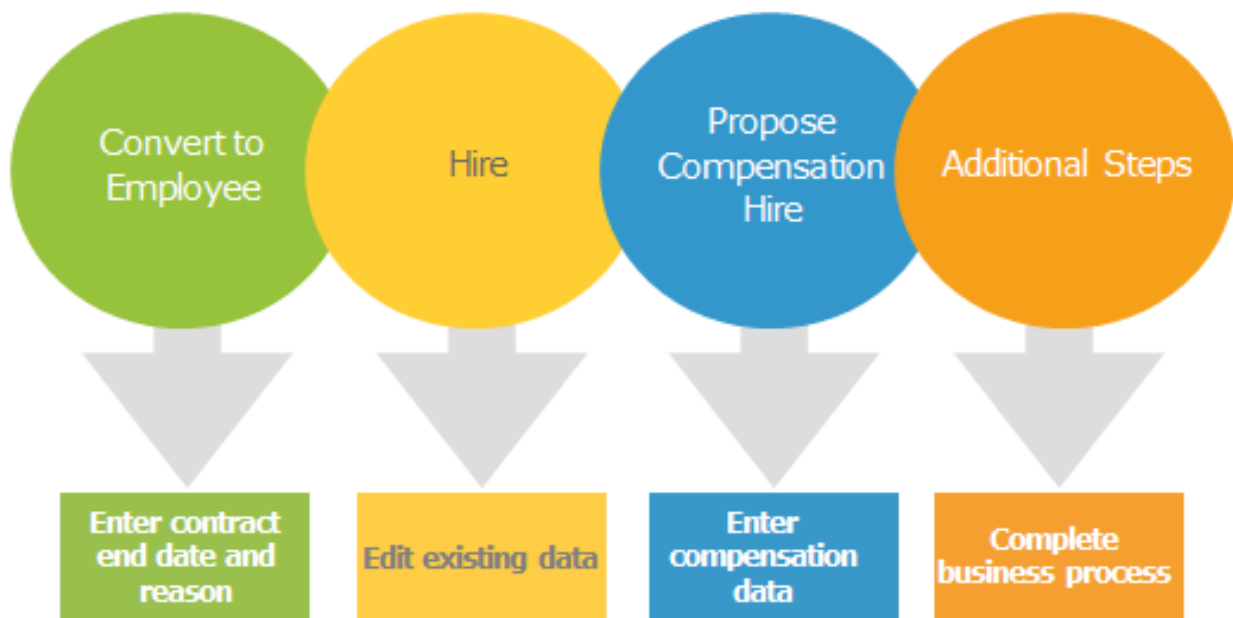 Convert to
Employee
Hire
Propose
Compensation
Hire
Additional Steps
Enter contract
end date and
reason
Edit existing data
Enter
compensation
data
Complete
business process